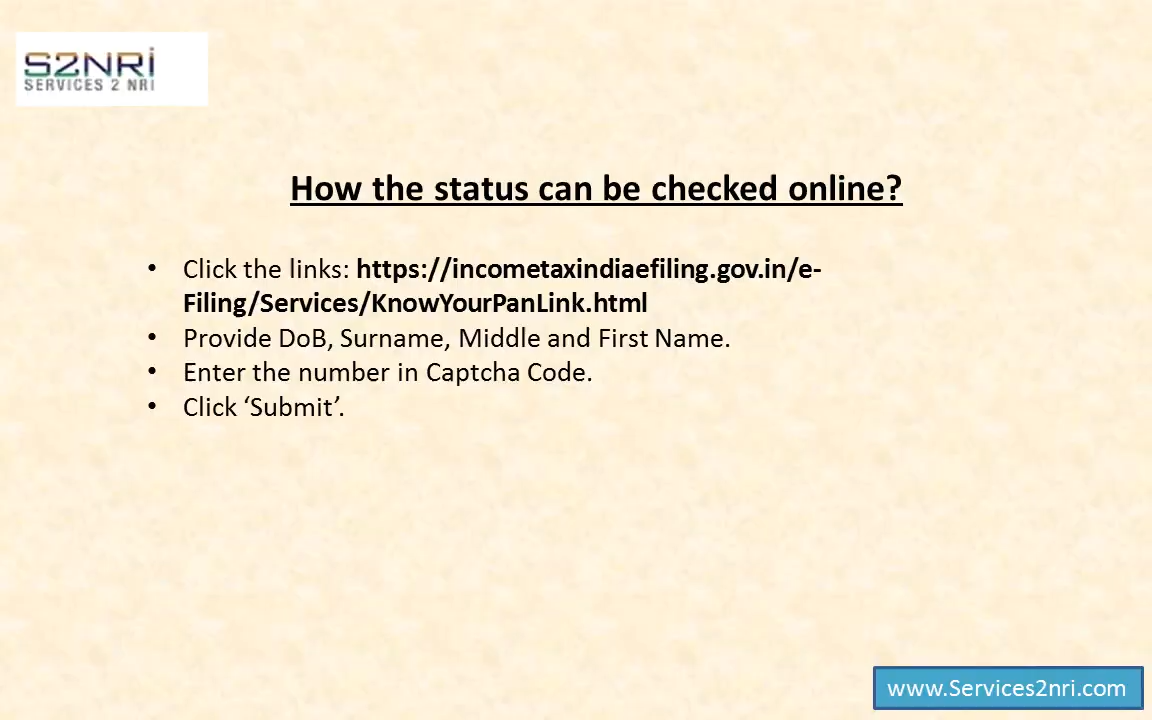 S2NRI
SERVICES 2 NRI
How the status can be checked online?
• Click the links: https://incometaxindiaefiling.gov.in/e-
Filing/Services/KnowYourPanLink.html
• Provide DoB, Surname, Middle and First Name.
• Enter the number in Captcha Code.
• Click ‘Submit’.
www.Services2nri.com